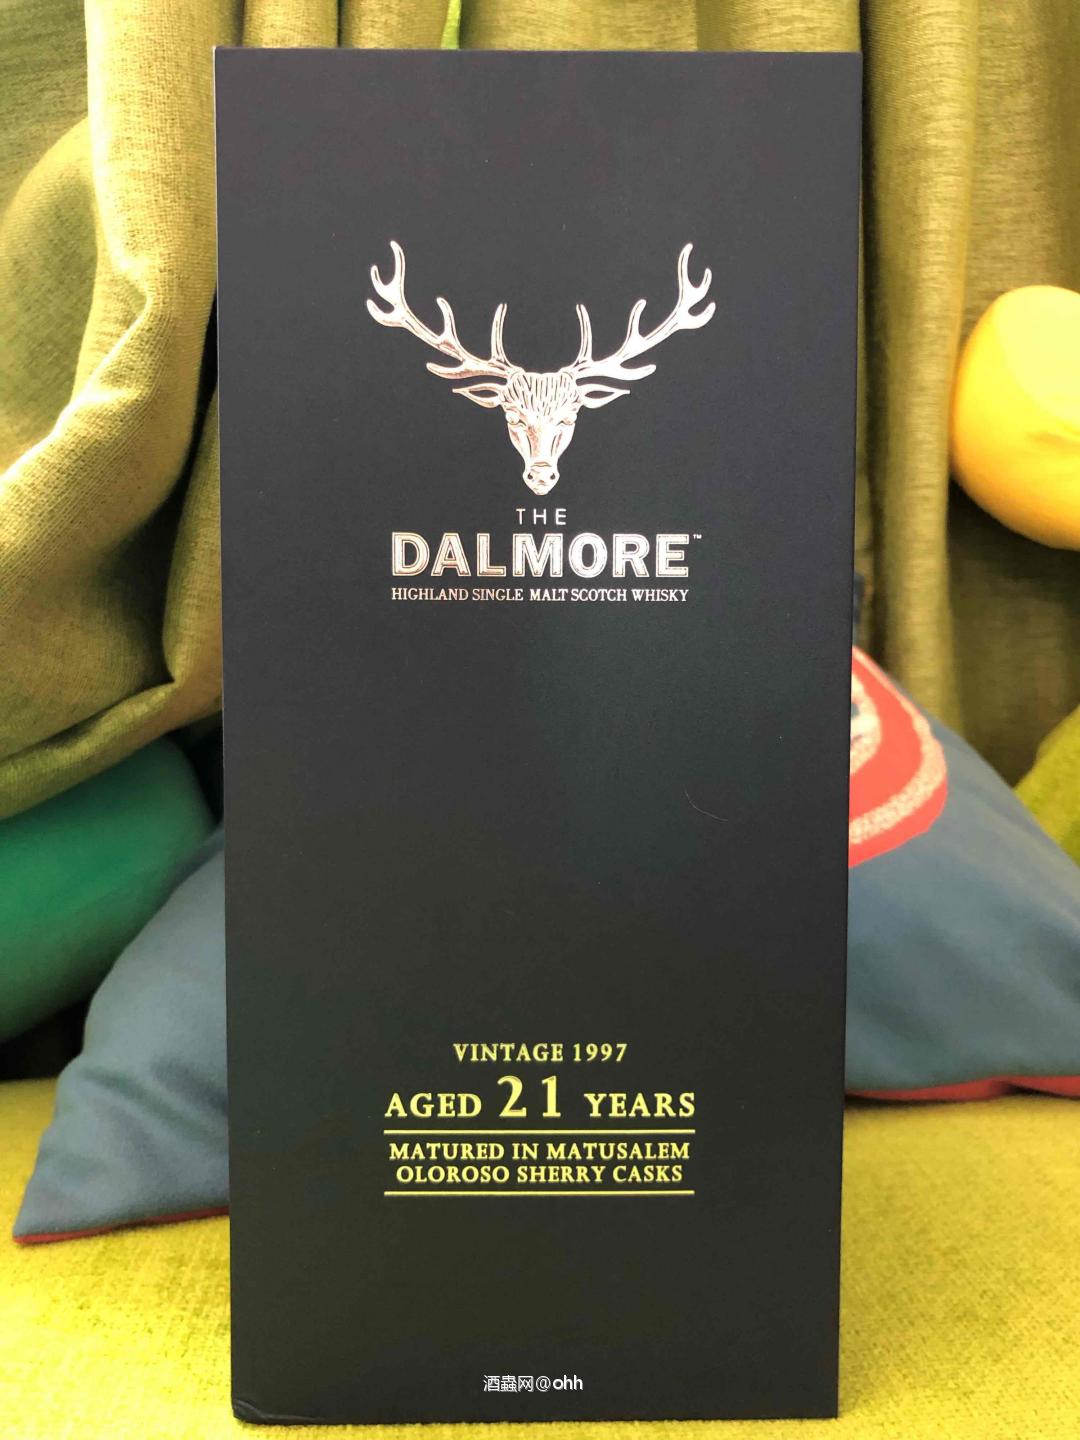 THE
DALMORE™
HIGHLAND SINGLE MALT SCOTCH WHISKY
VINTAGE 1997
AGED 21 YEARS
MATURED IN MATUSALEM
OLOROSO SHERRY CASKS
酒蟲网@ohh